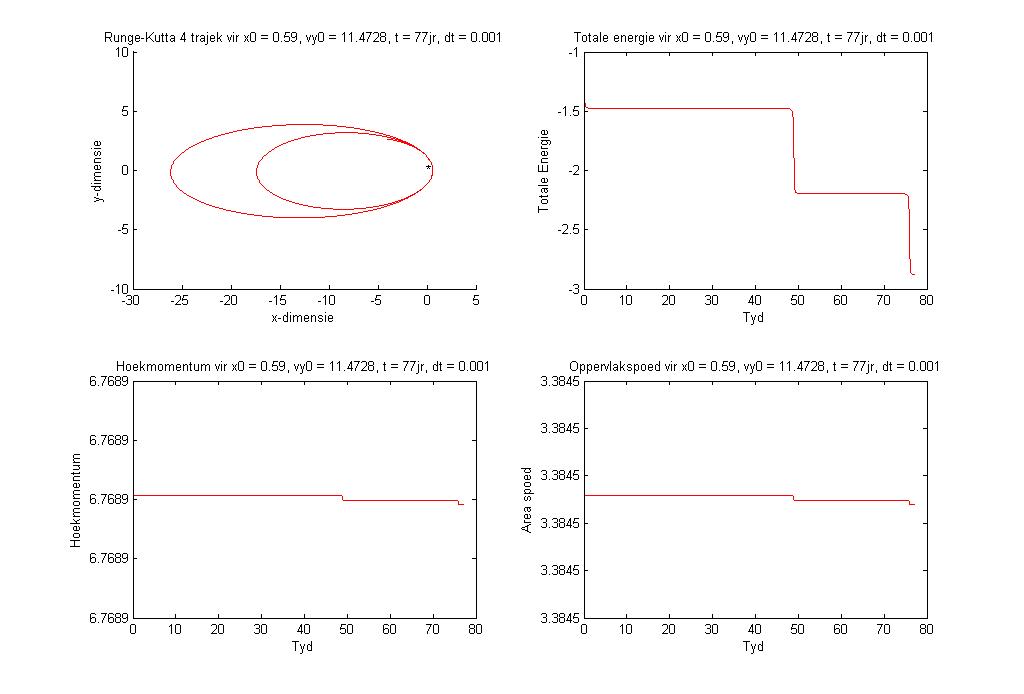 Runge-Kutta 4 trajek vir x0 = 0.59, vy0 = 11.4728, t = 77jr, dt = 0.001
10
5
0
-5
-10
y-dimensie
-30 -25 -20 -15 -10 -5 0 5
x-dimensie
*
Totale energie vir x0 = 0.59, vy0 = 11.4728, t = 77jr, dt = 0.001
-1
-1.5
-2
-2.5
-3
Totale Energie
0 10 20 30 40 50 60 70 80
Tyd
Hoekmomentum vir x0 = 0.59, vy0 = 11.4728, t = 77jr, dt = 0.001
6.7689
6.7689
6.7689
6.7689
6.7689
Hoekmomentum
0 10 20 30 40 50 60 70 80
Tyd
Oppervlakspoed vir x0 = 0.59, vy0 = 11.4728, t = 77jr, dt = 0.001
3.3845
3.3845
3.3845
3.3845
3.3845
3.3845
Area spoed
0 10 20 30 40 50 60 70 80
Tyd